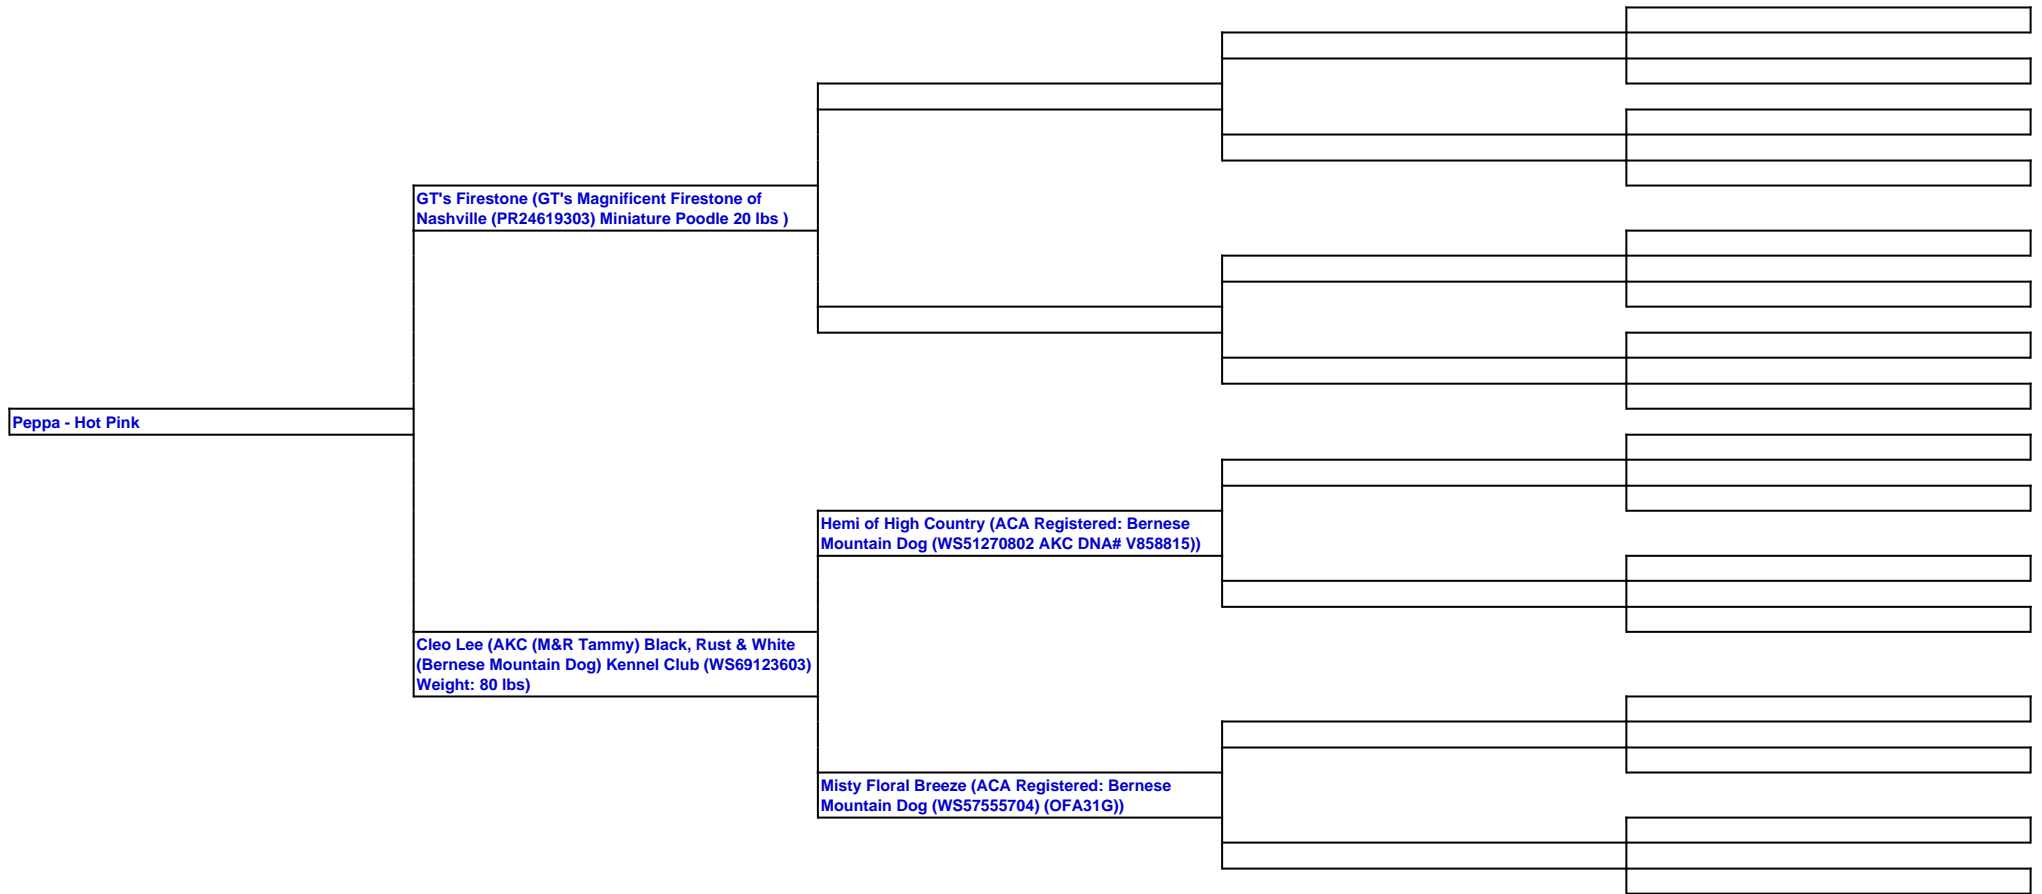 GT's Firestone (GT's Magnificent Firestone of
Nashville (PR24619303) Miniature Poodle 20 lbs )
Peppa - Hot Pink
Hemi of High Country (ACA Registered: Bernese
Mountain Dog (WS51270802 AKC DNA# V858815))
Cleo Lee (AKC (M&R Tammy) Black, Rust & White
(Bernese Mountain Dog) Kennel Club (WS69123603)
Weight: 80 lbs)
Misty Floral Breeze (ACA Registered: Bernese
Mountain Dog (WS57555704) (OFA31G))